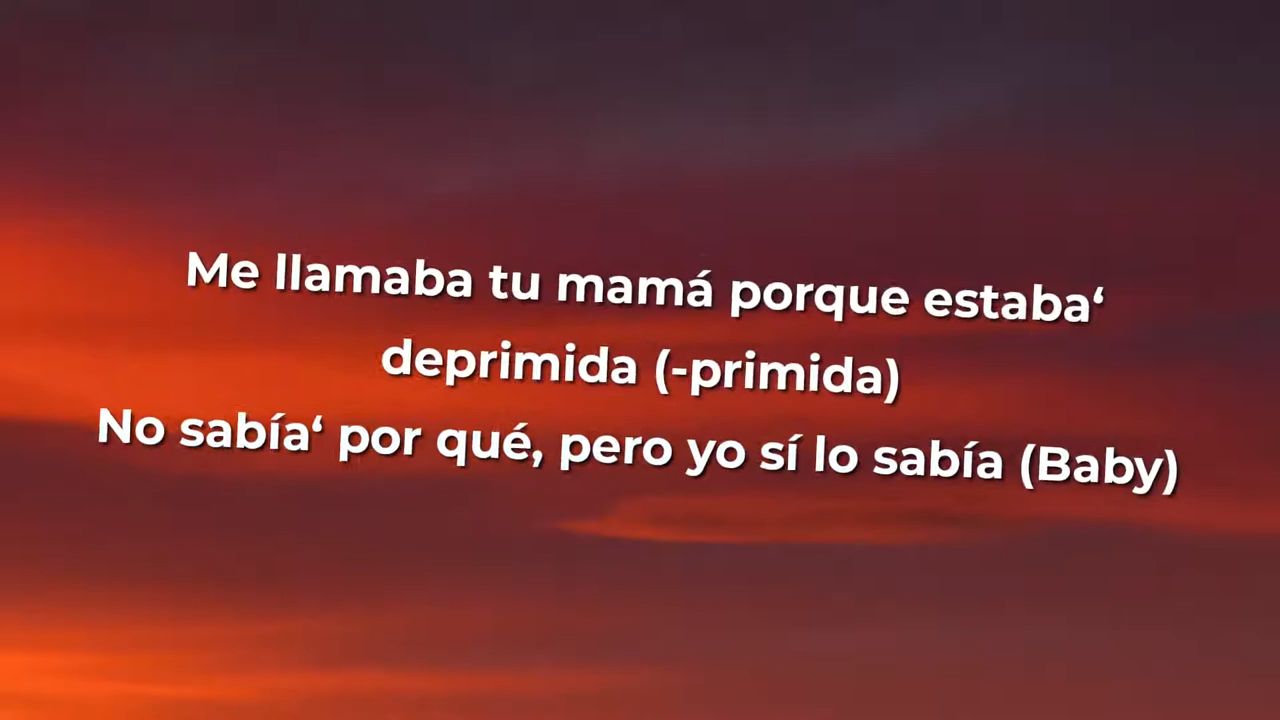 Me llamaba tu mamá porque estaba‘
deprimida (-primida)
No sabía‘ por qué, pero yo sí lo sabía (Baby)